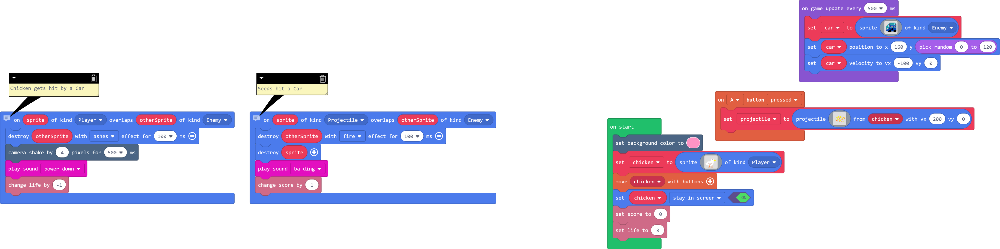 Chicken gets hit by a Car
on sprite of kind Player overlaps otherSprite of kind Enemy
destroy otherSprite with ashes effect for 100 ms
camera shake by 4 pixels for 500 ms
play sound power down
change life by -1
Seeds hit a Car
on sprite of kind Projectile overlaps otherSprite of kind Enemy
destroy otherSprite with fire effect for 100 ms
destroy sprite
play sound ba ding
change score by 1
on start
set background color to
set chicken to sprite of kind Player
move chicken with buttons
set chicken stay in screen ON
set score to 0
set life to 3
on A button pressed
set projectile to projectile from chicken with vx 200 vy 0
on game update every 500 ms
set car to sprite of kind Enemy
set car position to x 160 y pick random 0 to 120
set car velocity to vx -100 vy 0